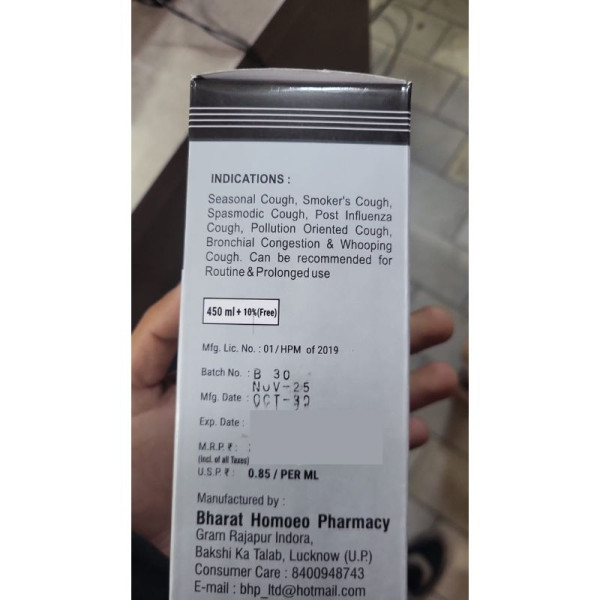 INDICATIONS :
Seasonal Cough, Smoker's Cough,
Spasmodic Cough, Post Influenza
Cough, Pollution Oriented Cough,
Bronchial Congestion & Whooping
Cough. Can be recommended for
Routine & Prolonged use
450 ml + 10%(Free)
Mfg. Lic. No. : 01/HPM of 2019
Batch No. : B 30
NOV-25
Mfg. Date : OCT-30
Exp. Date :
M.R.P. ₹ :
(incl. of all Taxes)
U.S.P. ₹ : 0.85 / PER ML
Manufactured by :
Bharat Homoeo Pharmacy
Gram Rajapur Indora,
Bakshi Ka Talab, Lucknow (U.P.)
Consumer Care : 8400948743
E-mail : bhp_ltd@hotmail.com